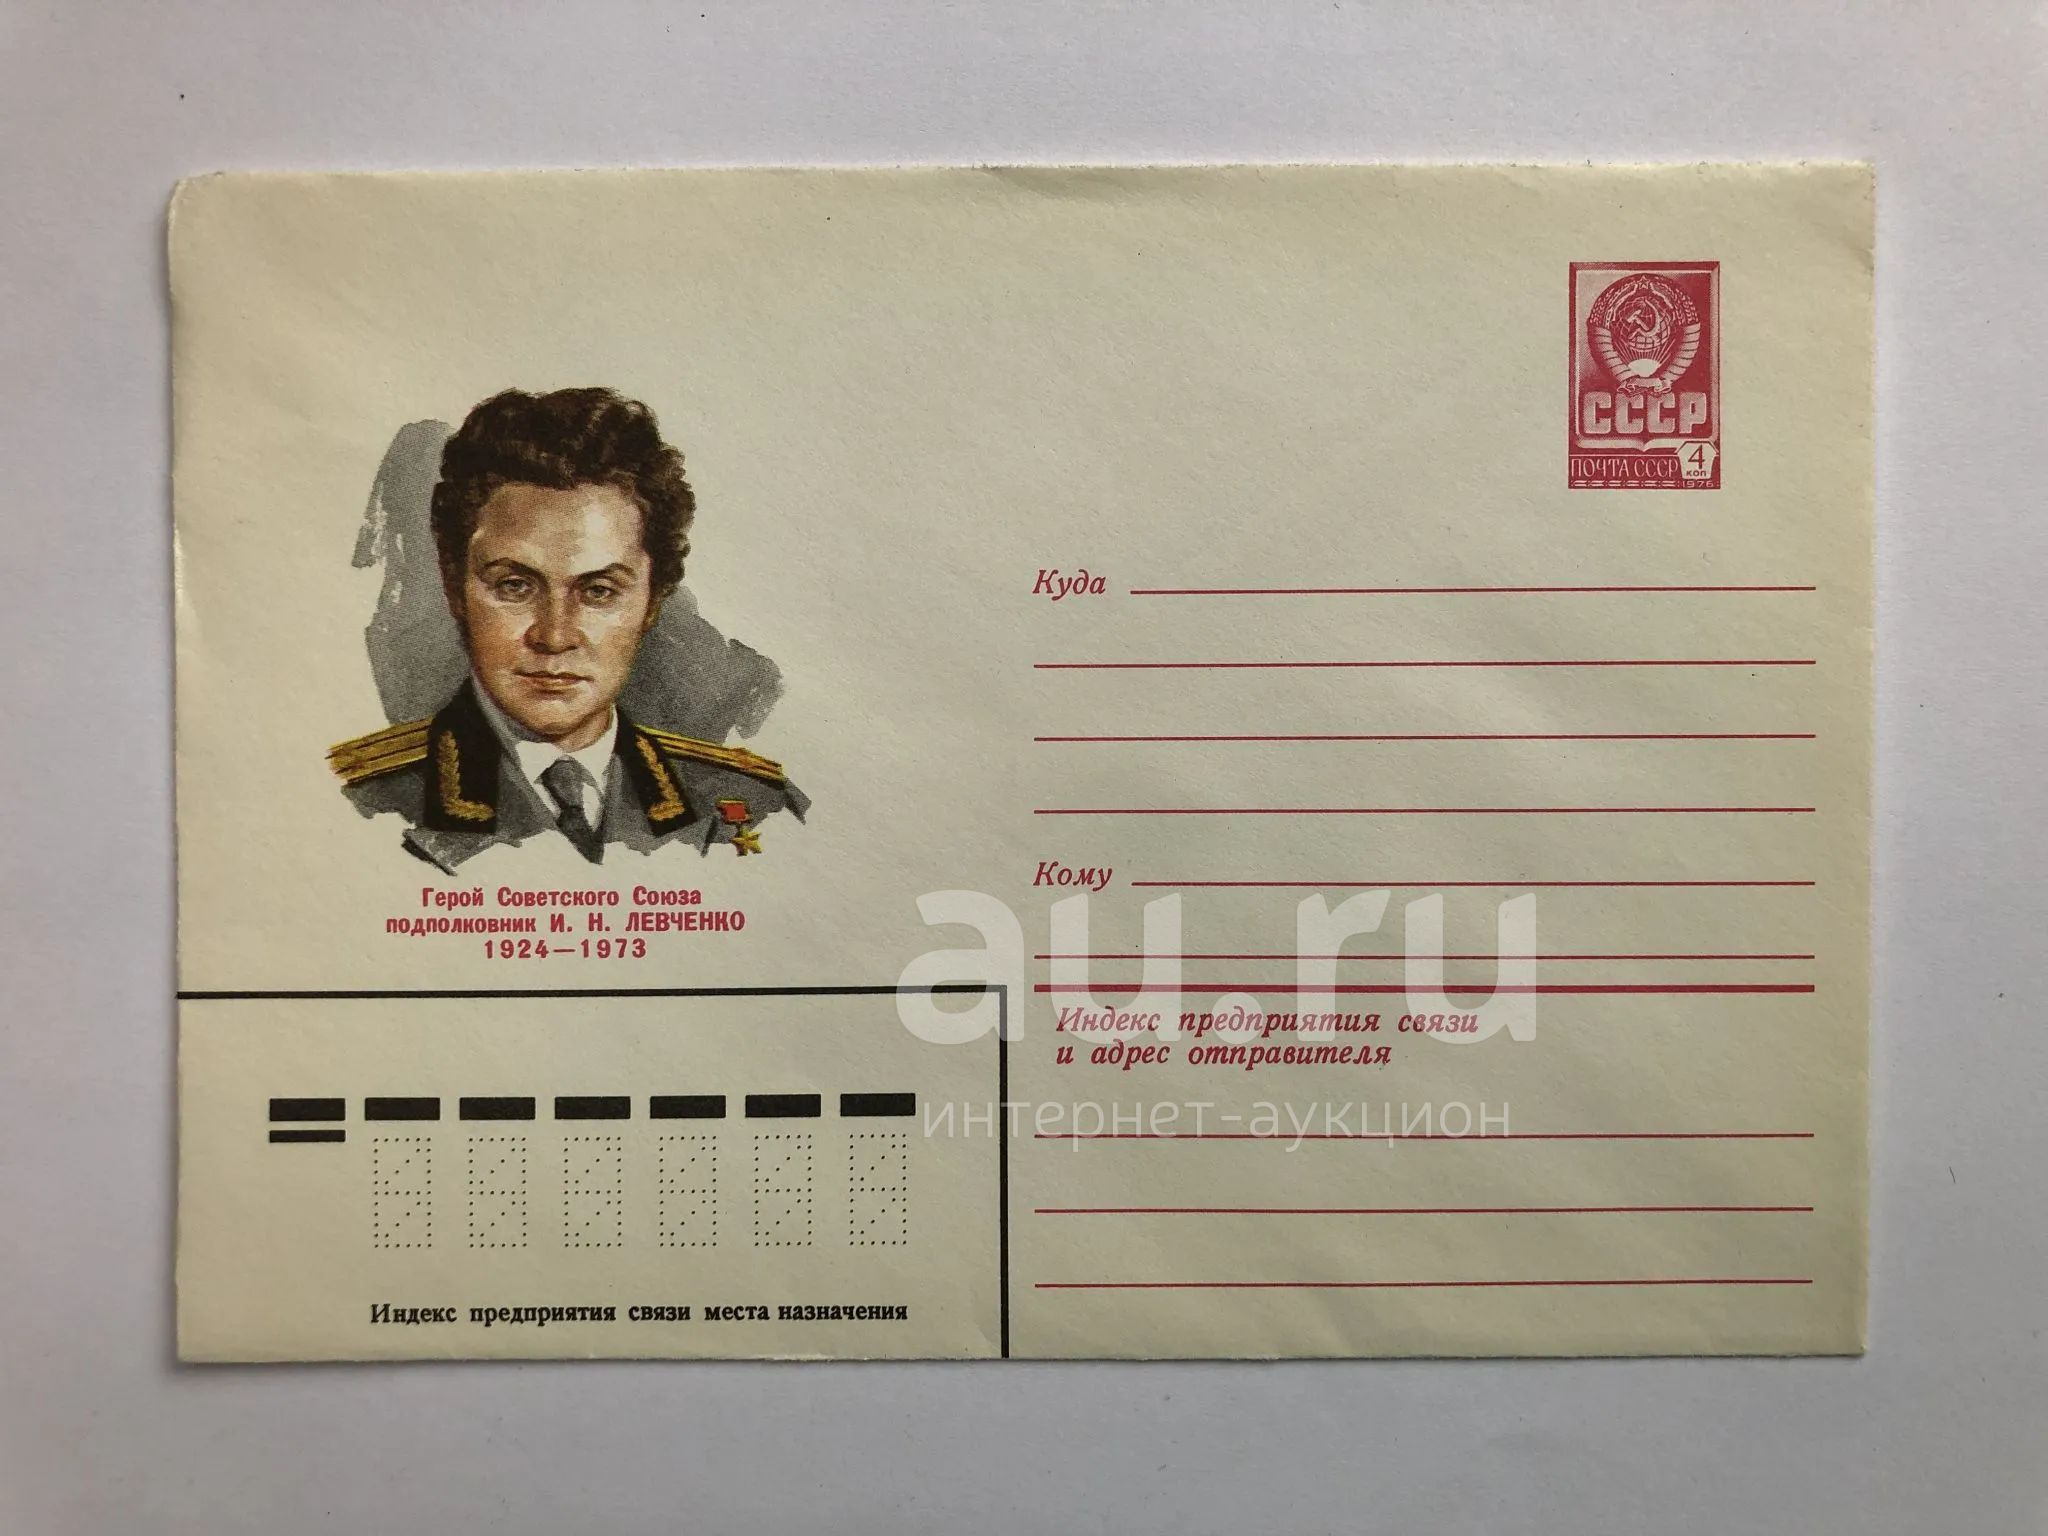 СССР
ПОЧТА СССР 4
коп
1976
Герой Советского Союза
подполковник И. Н. ЛЕВЧЕНКО
1924—1973
Куда
Кому
Индекс предприятия связи
и адрес отправителя
Индекс предприятия связи места назначения
au.ru
интернет-аукцион